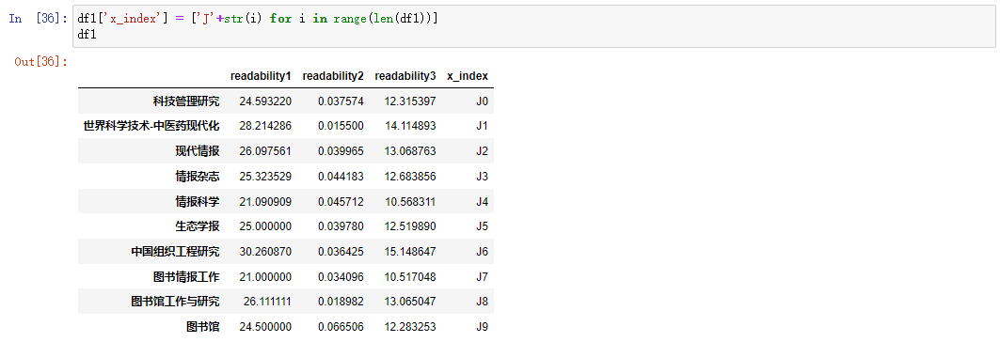 In [36]: df1['x_index'] = ['J'+str(i) for i in range(len(df1))]
df1
Out[36]:
readability1 readability2 readability3 x_index
科技管理研究 24.593220 0.037574 12.315397 J0
世界科学技术-中医药现代化 28.214286 0.015500 14.114893 J1
现代情报 26.097561 0.039965 13.068763 J2
情报杂志 25.323529 0.044183 12.683856 J3
情报科学 21.090909 0.045712 10.568311 J4
生态学报 25.000000 0.039780 12.519890 J5
中国组织工程研究 30.260870 0.036425 15.148647 J6
图书情报工作 21.000000 0.034096 10.517048 J7
图书馆工作与研究 26.111111 0.018982 13.065047 J8
图书馆 24.500000 0.066506 12.283253 J9